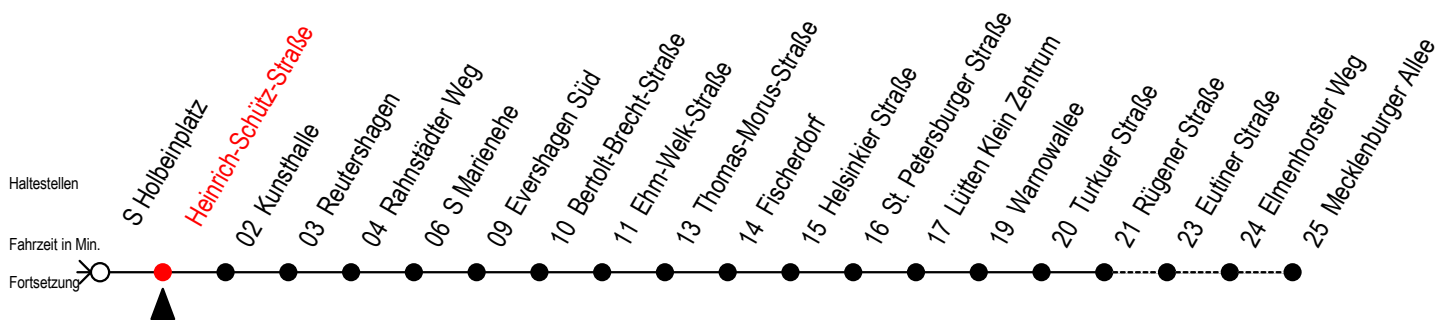 Haltestellen
Fahrzeit in Min.
Fortsetzung
S Holbeinplatz
Heinrich-Schütz-Straße
02 Kunsthalle
03 Reutershagen
04 Rahnstädter Weg
06 S Marienehe
09 Evershagen Süd
10 Bertolt-Brecht-Straße
11 Ehm-Welk-Straße
13 Thomas-Morus-Straße
14 Fischerdorf
15 Helsinkier Straße
16 St. Petersburger Straße
17 Lütten Klein Zentrum
19 Warnowallee
20 Turkuer Straße
21 Rügener Straße
23 Eutiner Straße
24 Elmenhorster Weg
25 Mecklenburger Allee